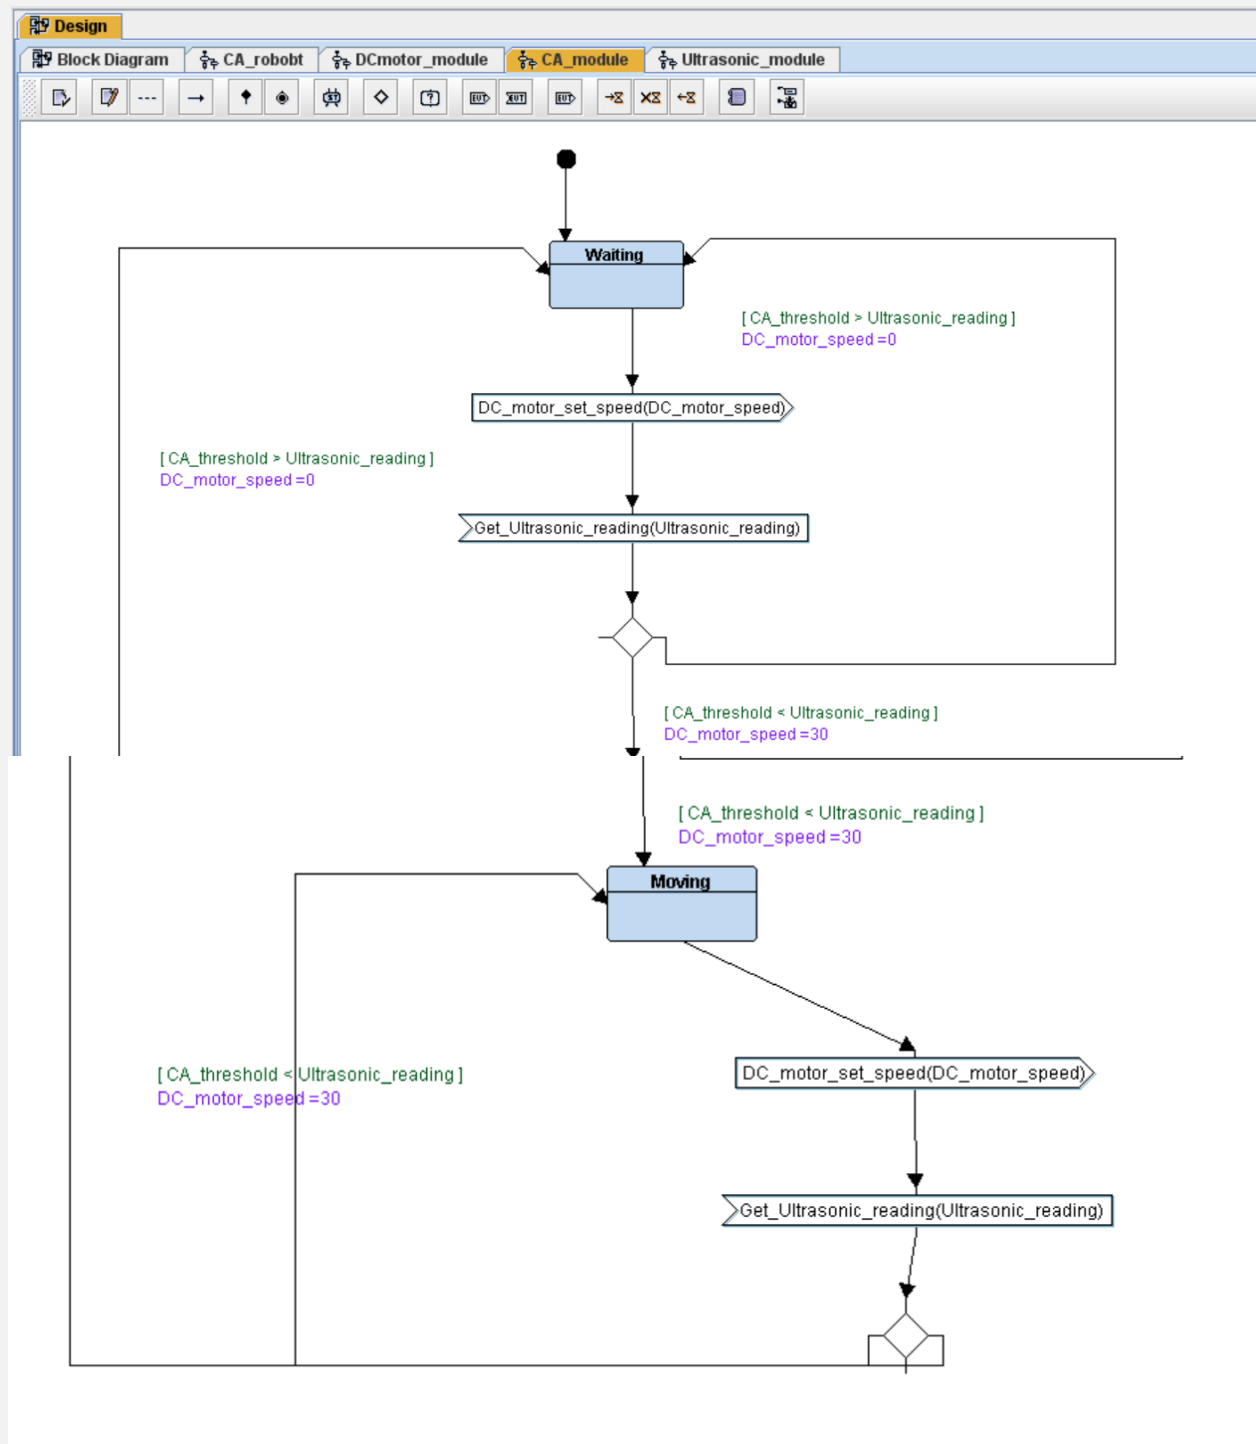 Design
Block Diagram
CA_robobt
DCmotor_module
CA_module
Ultrasonic_module
Waiting
[ CA_threshold > Ultrasonic_reading ]
DC_motor_speed =0
DC_motor_set_speed(DC_motor_speed)
[ CA_threshold > Ultrasonic_reading ]
DC_motor_speed =0
Get_Ultrasonic_reading(Ultrasonic_reading)
[ CA_threshold < Ultrasonic_reading ]
DC_motor_speed =30
[ CA_threshold < Ultrasonic_reading ]
DC_motor_speed =30
Moving
[ CA_threshold < Ultrasonic_reading ]
DC_motor_speed =30
DC_motor_set_speed(DC_motor_speed)
Get_Ultrasonic_reading(Ultrasonic_reading)